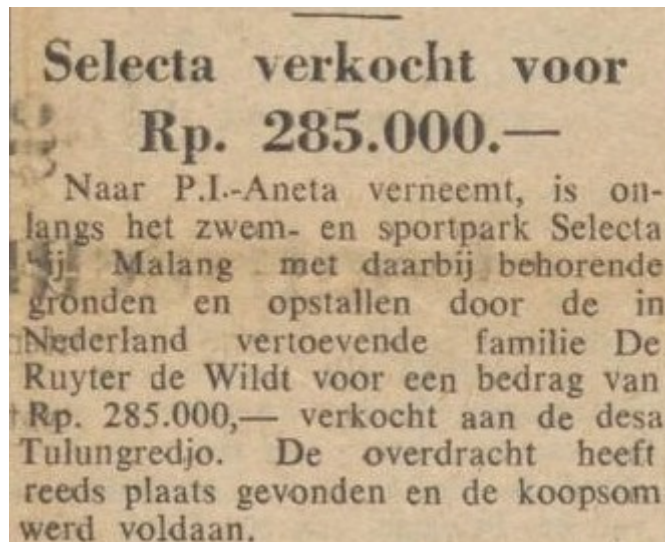 Selecta verkocht voor
Rp. 285.000.—
Naar P.I.-Aneta verneemt, is on-
langs het zwem- en sportpark Selecta
bij Malang met daarbij behorende
gronden en opstallen door de in
Nederland vertoevende familie De
Ruyter de Wildt voor een bedrag van
Rp. 285.000,— verkocht aan de desa
Tulungredjo. De overdracht heeft
reeds plaats gevonden en de koopsom
werd voldaan.